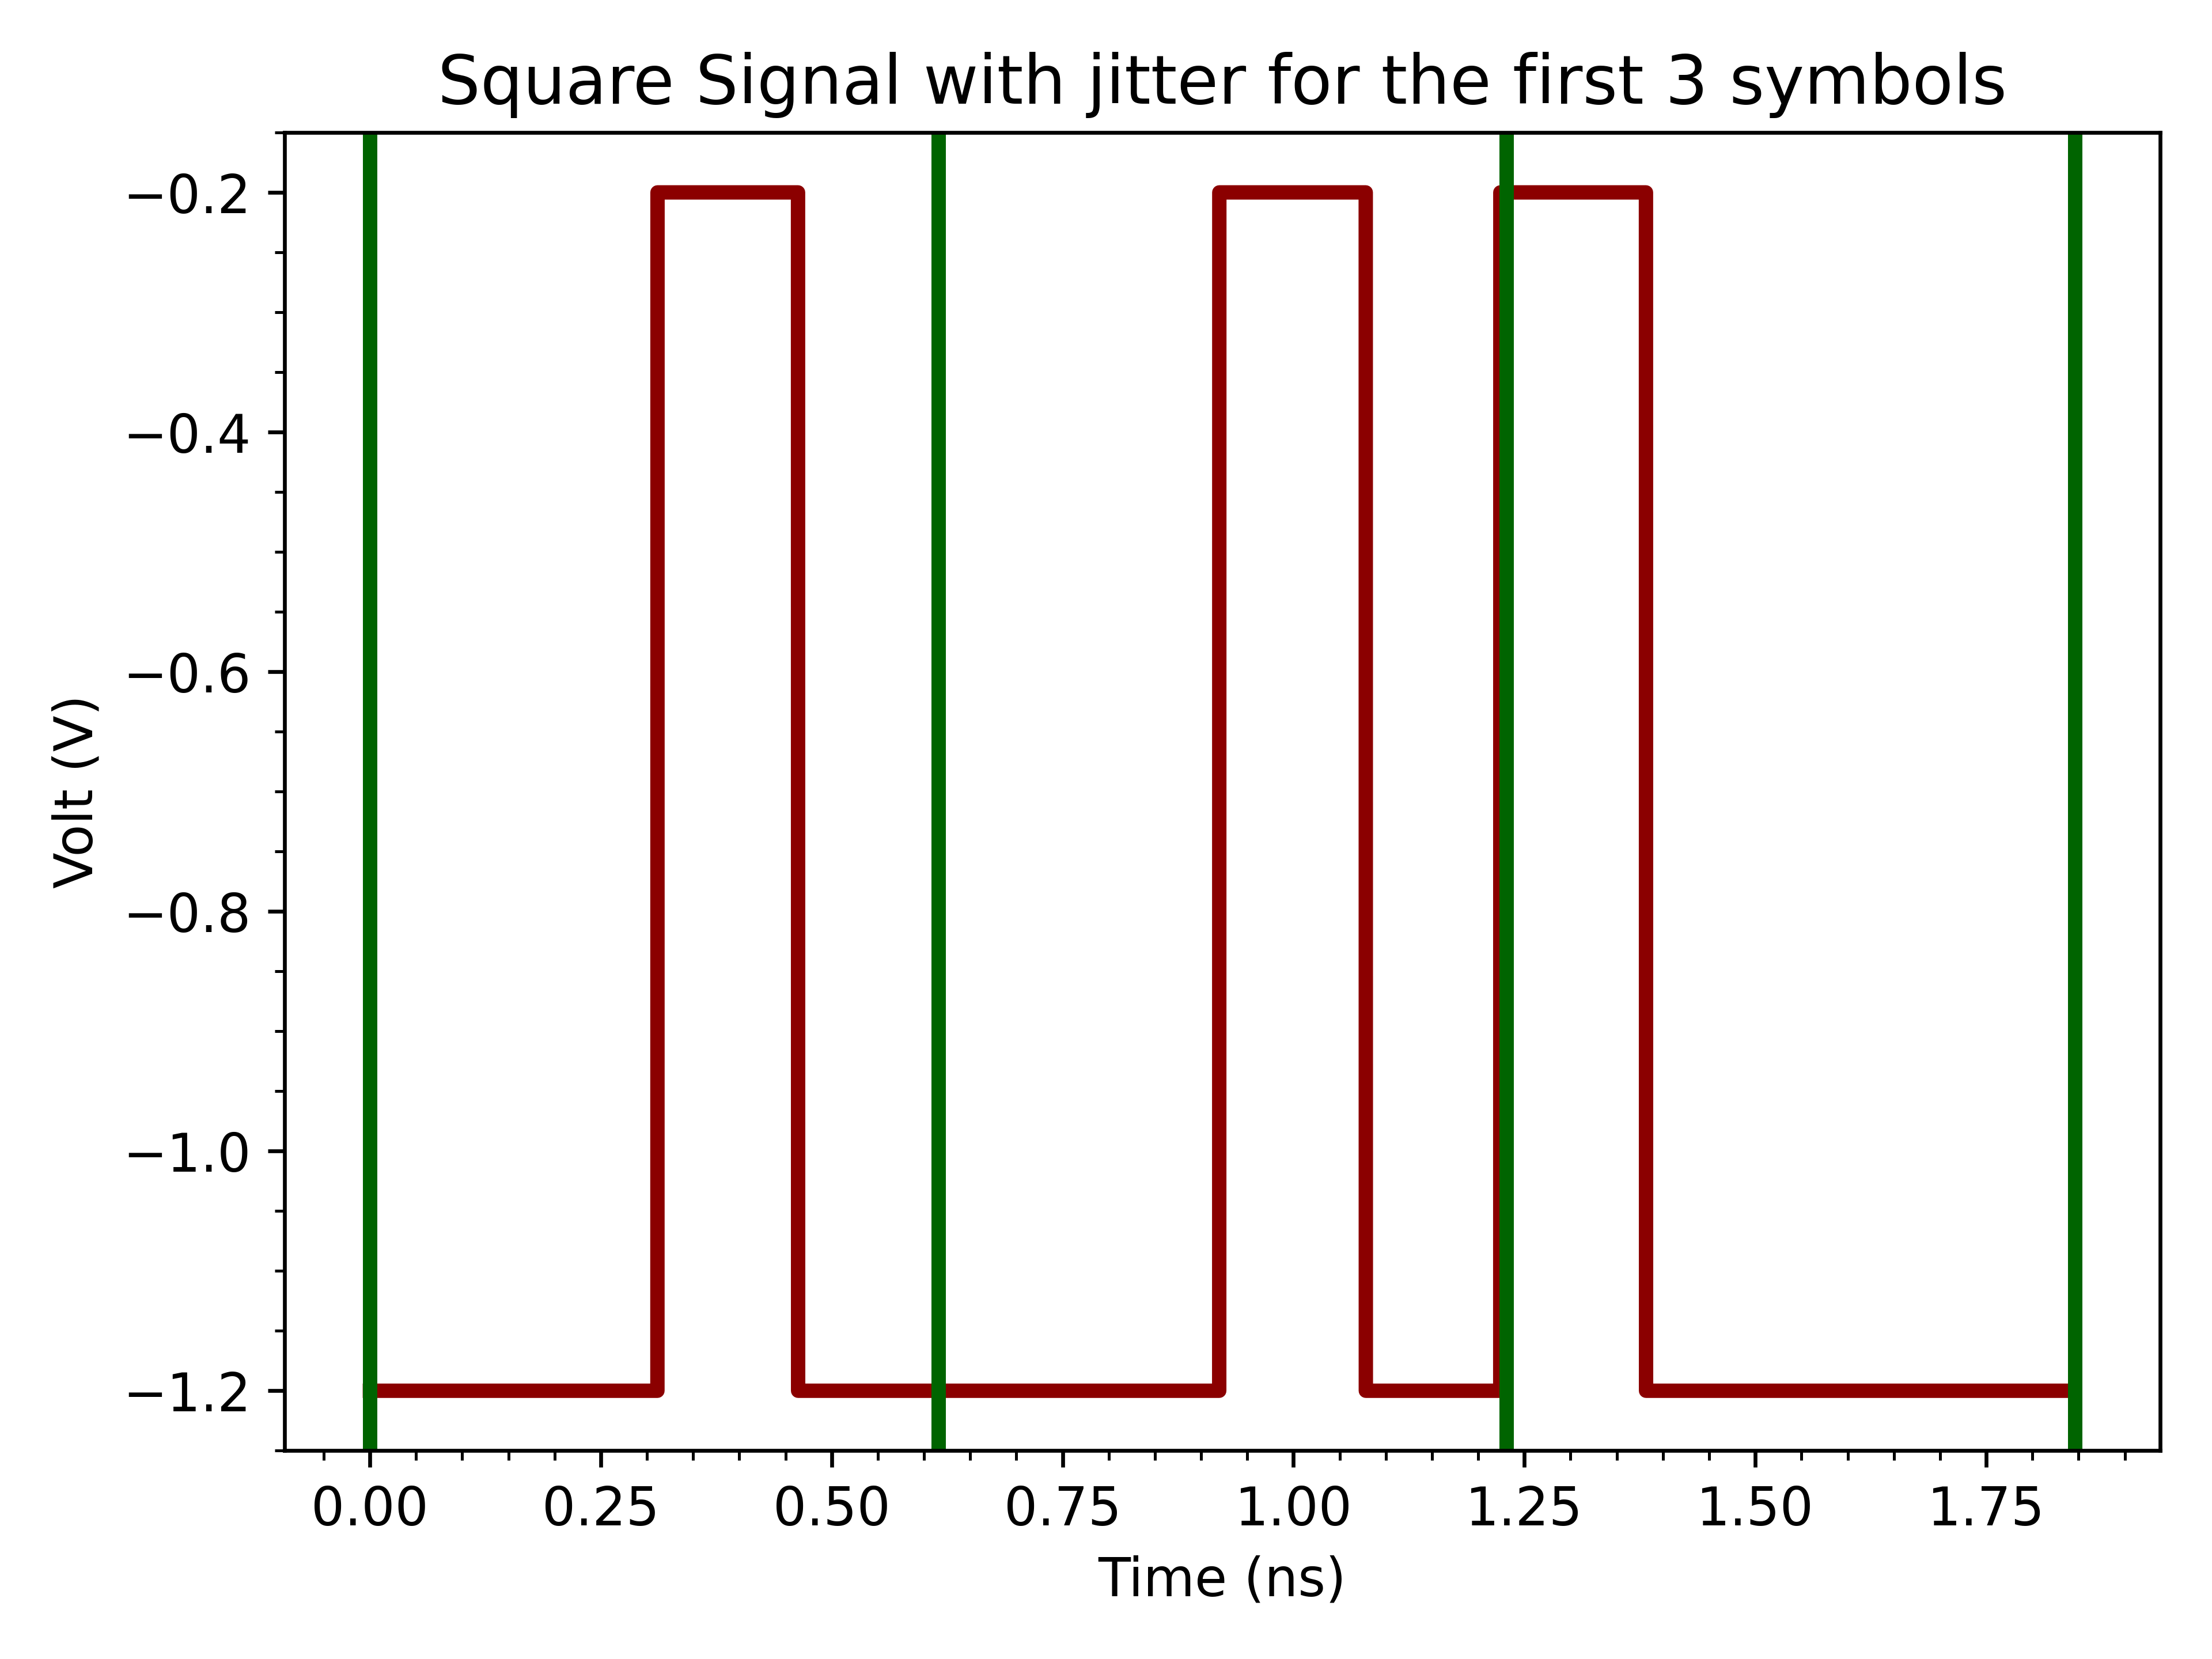 Square Signal with jitter for the first 3 symbols
−0.2
−0.4
−0.6
−0.8
−1.0
−1.2
Volt (V)
0.00 0.25 0.50 0.75 1.00 1.25 1.50 1.75
Time (ns)